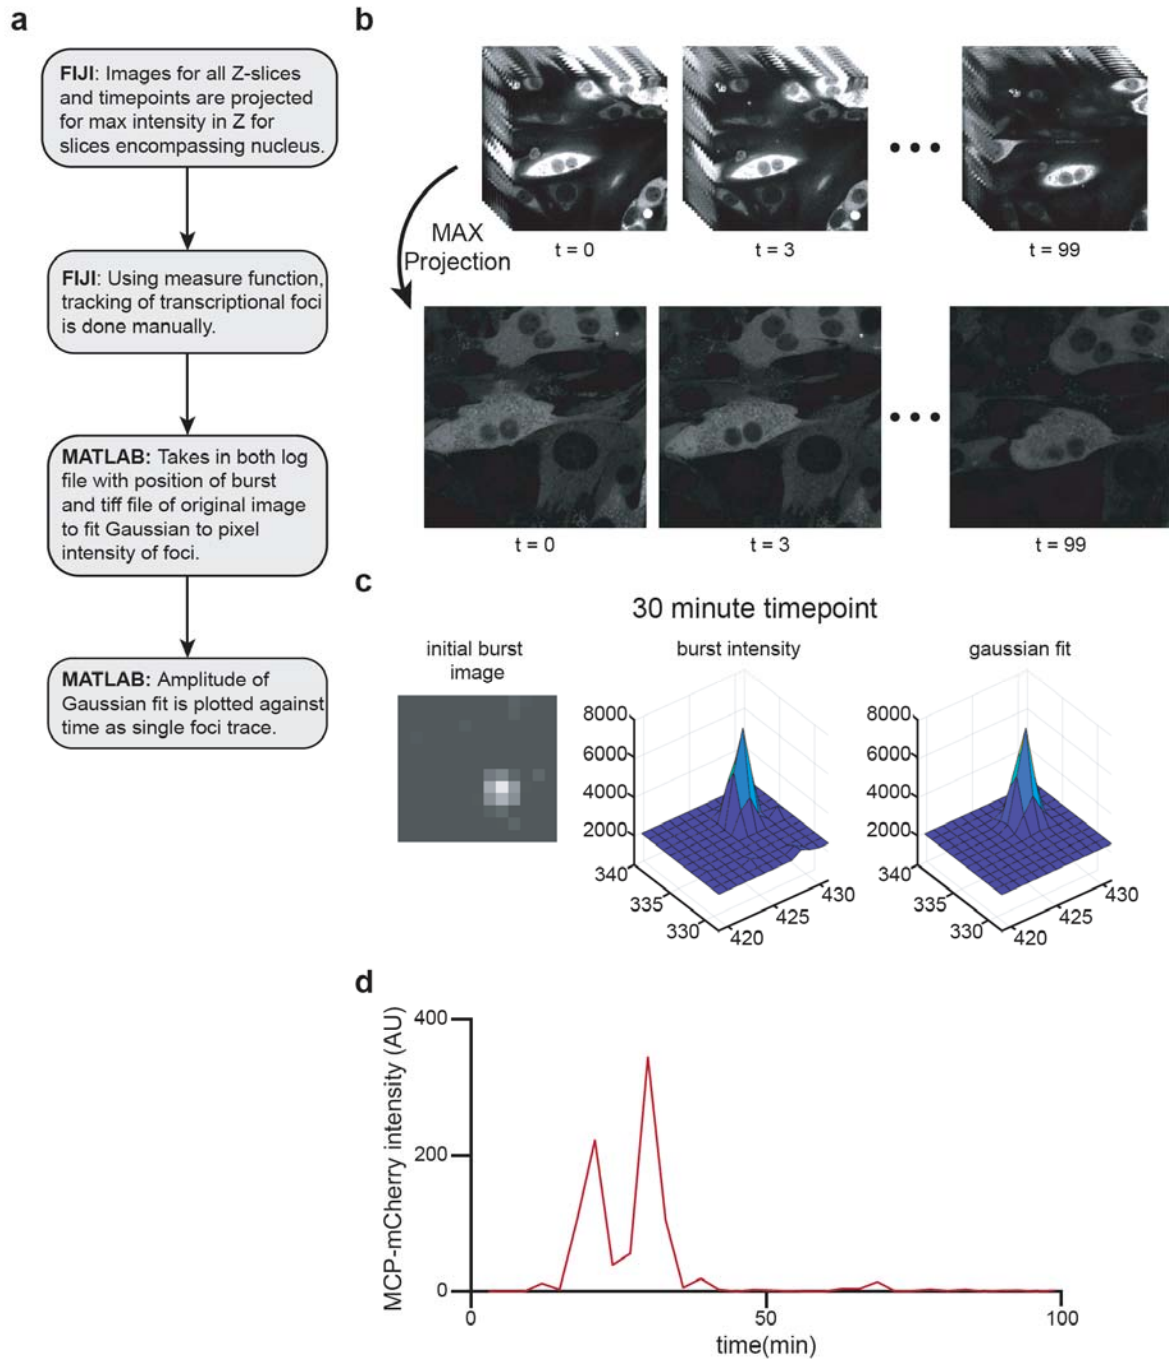 a
FIJI: Images for all Z-slices
and timepoints are projected
for max intensity in Z for
slices encompassing nucleus.
FIJI: Using measure function,
tracking of transcriptional foci
is done manually.
MATLAB: Takes in both log
file with position of burst
and tiff file of original image
to fit Gaussian to pixel
intensity of foci.
MATLAB: Amplitude of
Gaussian fit is plotted against
time as single foci trace.
b
t = 0
t = 3
t = 99
MAX
Projection
t = 0
t = 3
t = 99
c
30 minute timepoint
initial burst
image
burst intensity
8000
6000
4000
2000
340
335
330
420
425
430
gaussian fit
8000
6000
4000
2000
340
335
330
420
425
430
d
MCP-mCherry intensity (AU)
400
200
0
0
50
100
time(min)